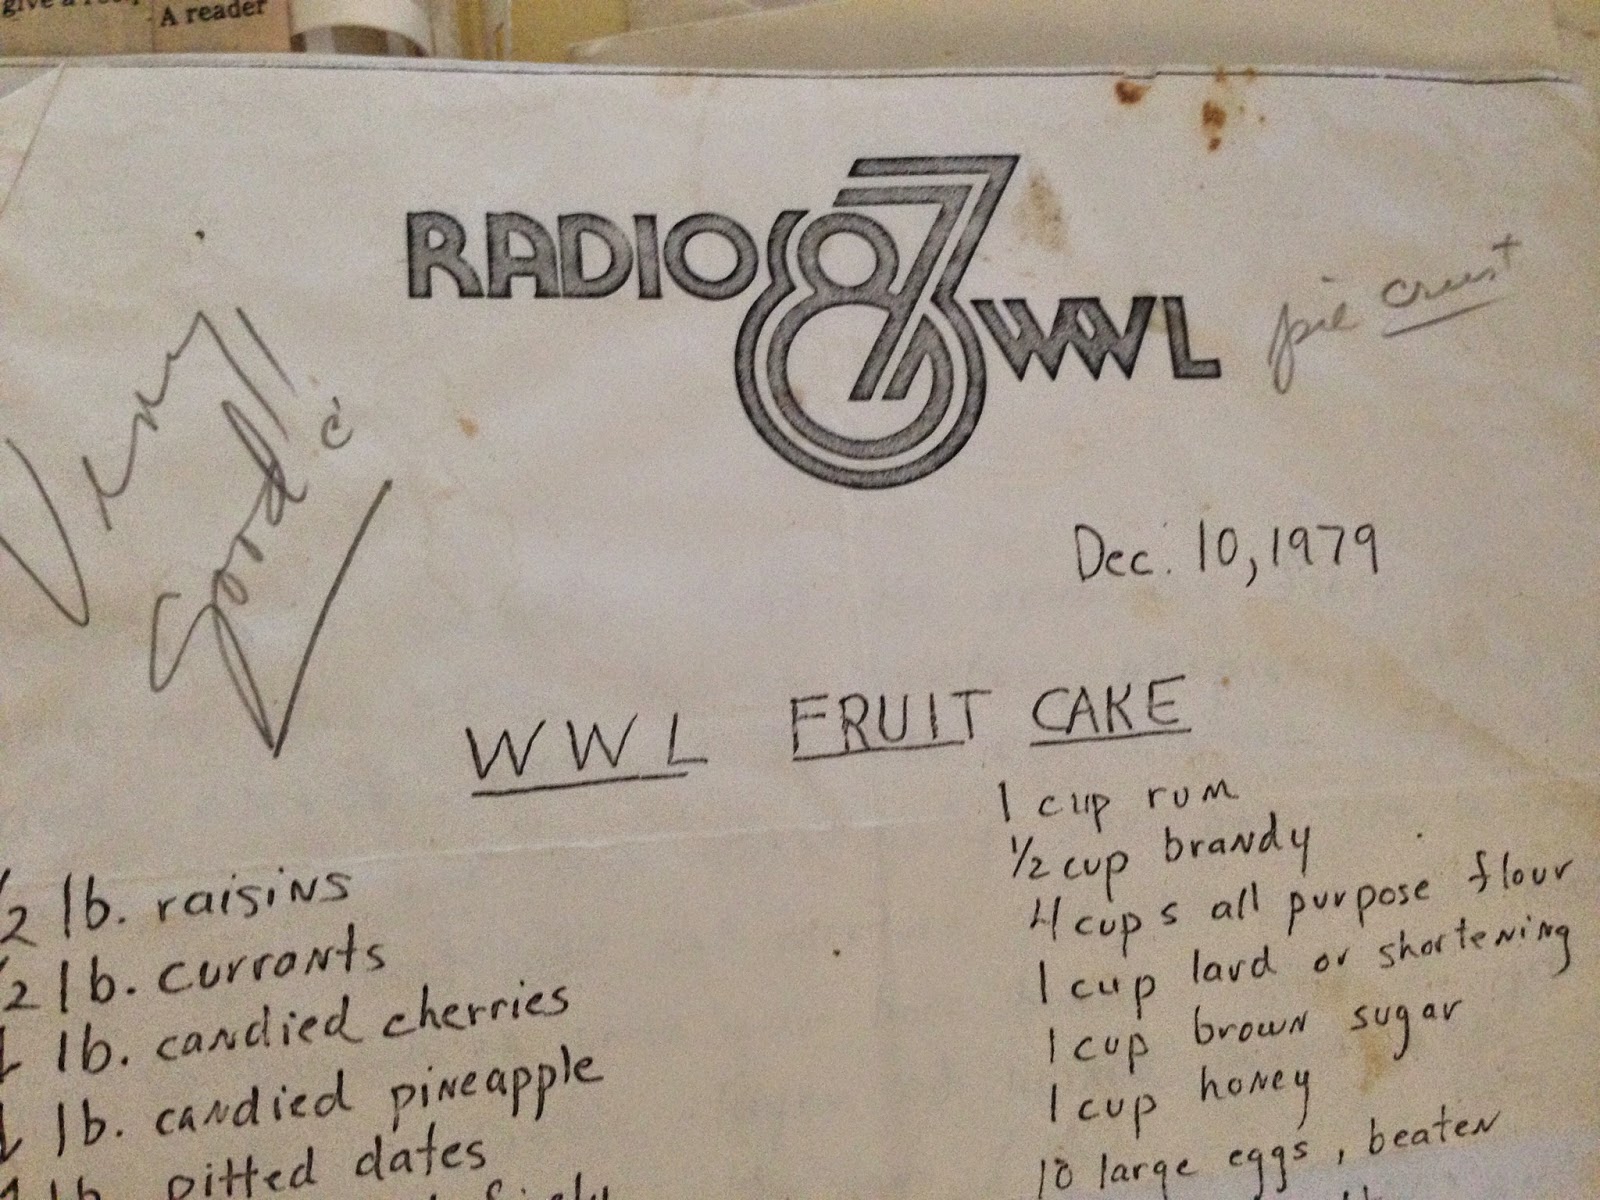 give a
A reader
RADIO 87 WWL
pie crust
Very
Good!!
Dec. 10, 1979
WWL FRUIT CAKE
1 cup rum
1/2 cup brandy
4 cups all purpose flour
1 cup lard or shortening
1 cup brown sugar
1 cup honey
10 large eggs, beaten
/2 lb. raisins
/2 lb. currants
lb. candied cherries
lb. candied pineapple
lb. pitted dates